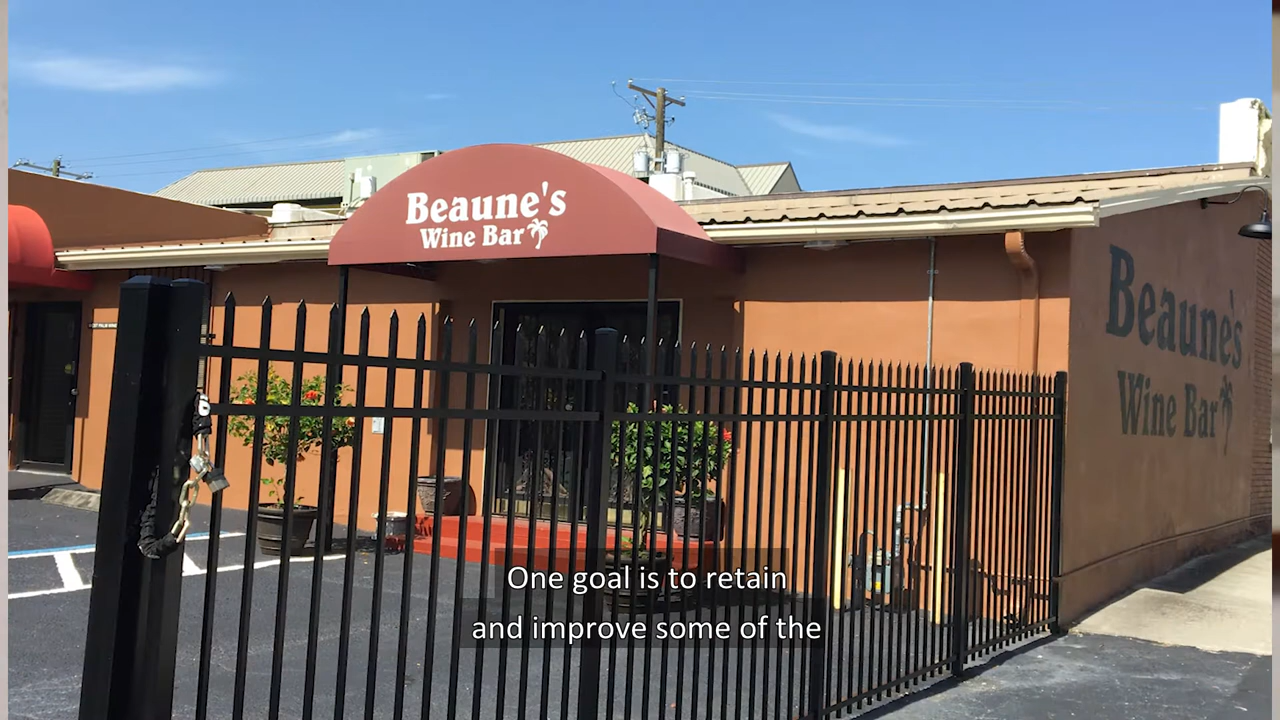 Beaune's
Wine Bar
Beaune's
Wine Bar
One goal is to retain
and improve some of the